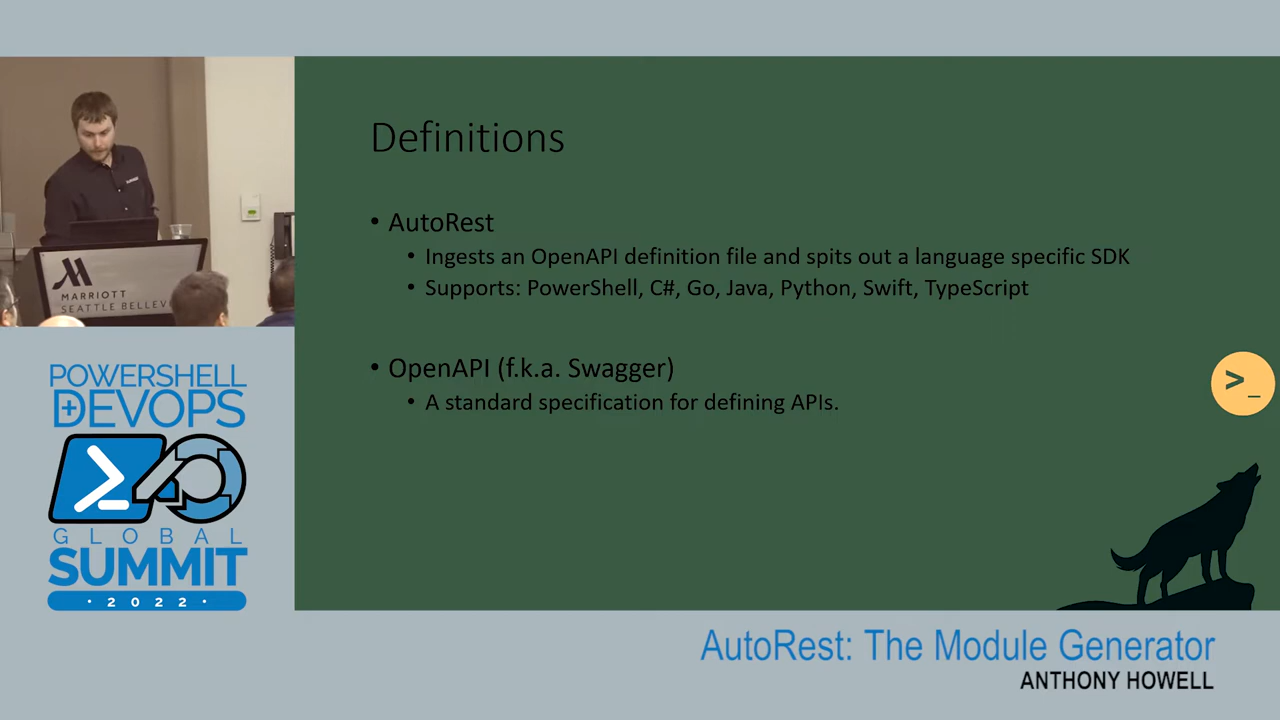 Definitions
• AutoRest
• Ingests an OpenAPI definition file and spits out a language specific SDK
• Supports: PowerShell, C#, Go, Java, Python, Swift, TypeScript
• OpenAPI (f.k.a. Swagger)
• A standard specification for defining APIs.
>_
MARRIOTT
SEATTLE BELLEV
POWERSHELL
+DEVOPS
GLOBAL
SUMMIT
· 2022 ·
AutoRest: The Module Generator
ANTHONY HOWELL